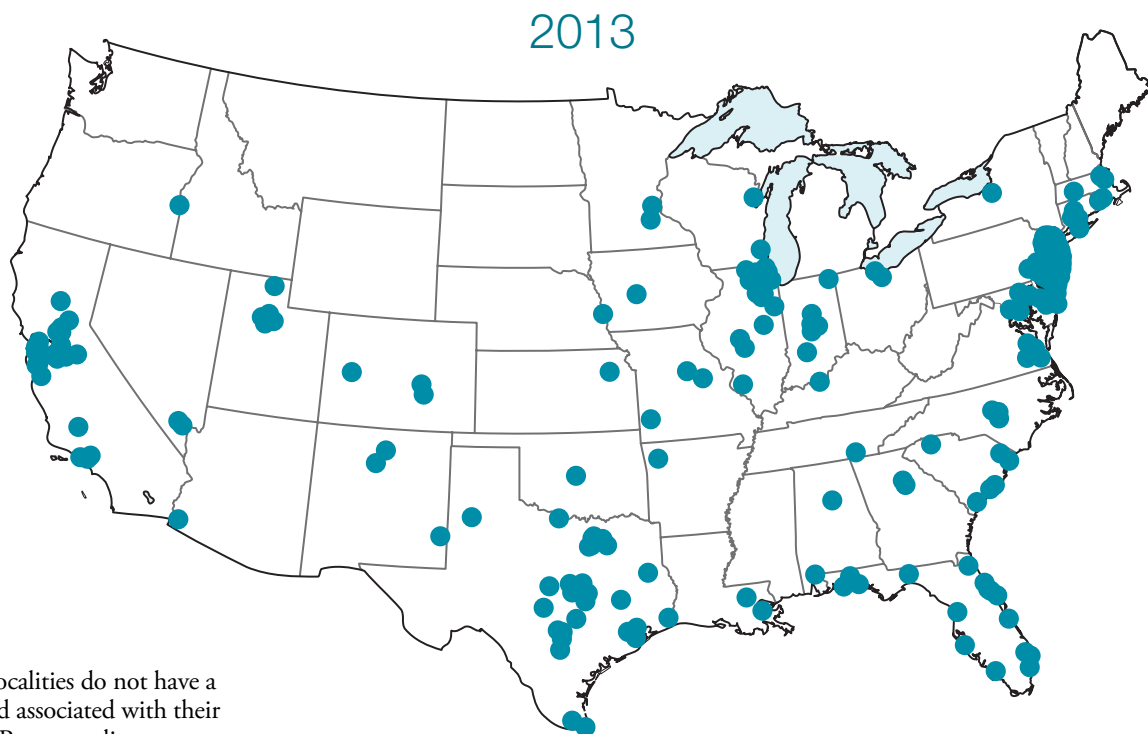 2013
ocalities do not have a
d associated with their